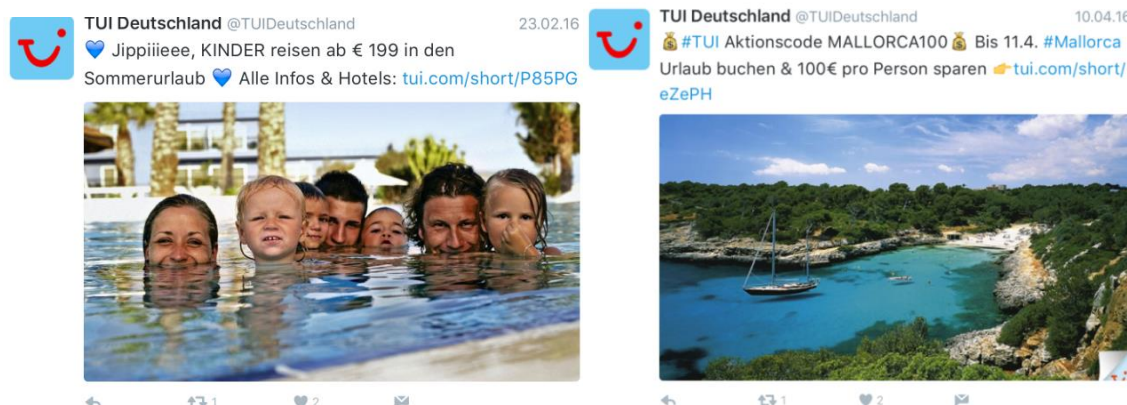 TUI Deutschland @TUIDeutschland 23.02.16
💙 Jippiiieee, KINDER reisen ab € 199 in den
Sommerurlaub 💙 Alle Infos & Hotels: tui.com/short/P85PG
1 2
TUI Deutschland @TUIDeutschland 10.04.16
💰 #TUI Aktionscode MALLORCA100 💰 Bis 11.4. #Mallorca
Urlaub buchen & 100€ pro Person sparen 👉 tui.com/short/
eZePH
1 2